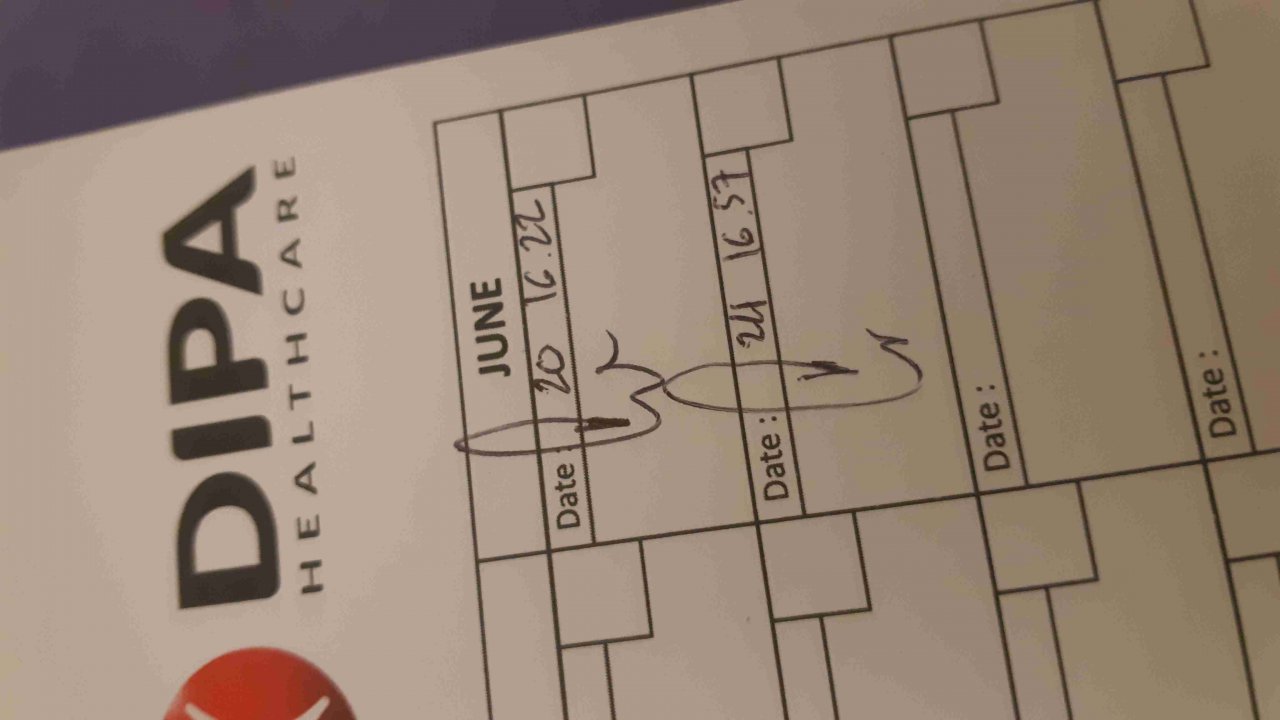 DIPA
HEALTHCARE
JUNE
Date : 20 16.22
Date : 24 16.57
Date :
Date :